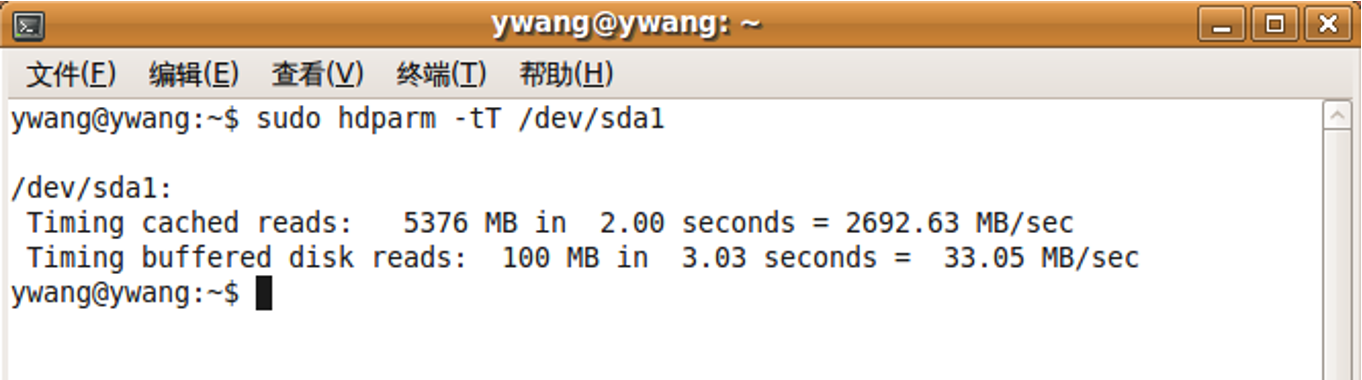 ywang@ywang: ~
文件(F) 编辑(E) 查看(V) 终端(T) 帮助(H)
ywang@ywang:~$ sudo hdparm -tT /dev/sda1
/dev/sda1:
 Timing cached reads:   5376 MB in  2.00 seconds = 2692.63 MB/sec
 Timing buffered disk reads:  100 MB in  3.03 seconds =  33.05 MB/sec
ywang@ywang:~$